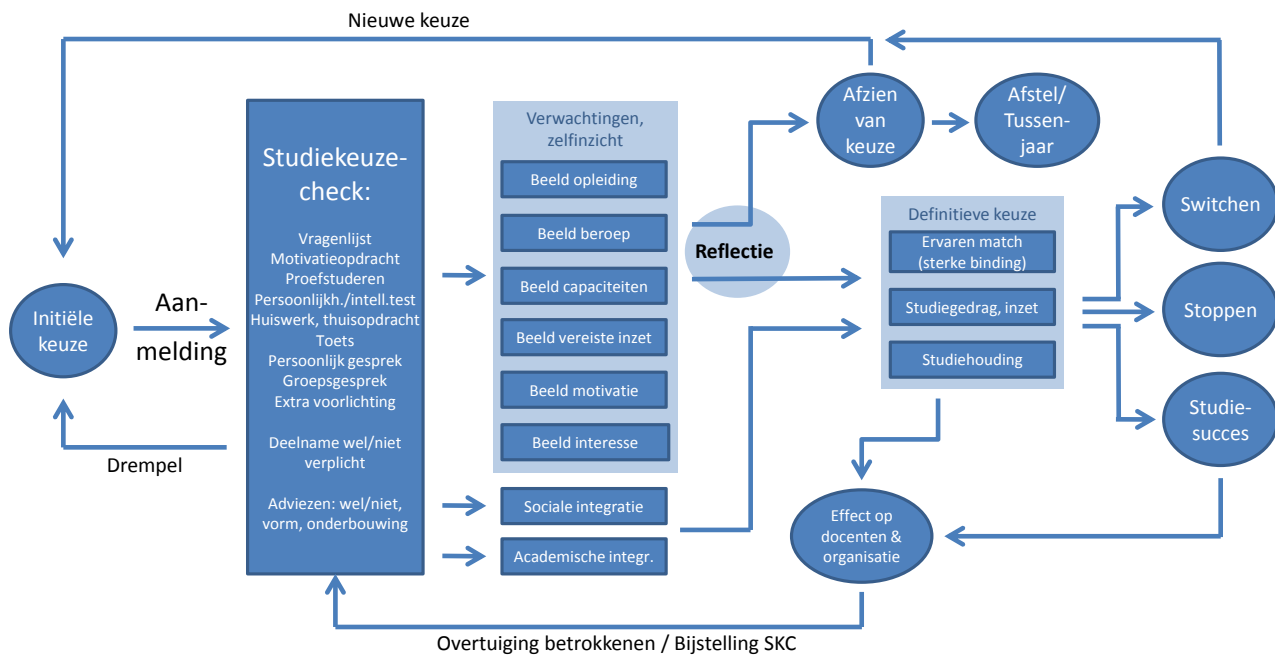 Nieuwe keuze
Initiële
keuze
Aan-
melding
Drempel
Studiekeuze-
check:
Vragenlijst
Motivatieopdracht
Proefstuderen
Persoonlijkh./intell.test
Huiswerk, thuisopdracht
Toets
Persoonlijk gesprek
Groepsgesprek
Extra voorlichting
Deelname wel/niet
verplicht
Adviezen: wel/niet,
vorm, onderbouwing
Verwachtingen,
zelfinzicht
Beeld opleiding
Beeld beroep
Beeld capaciteiten
Beeld vereiste inzet
Beeld motivatie
Beeld interesse
Sociale integratie
Academische integr.
Reflectie
Afzien
van
keuze
Afstel/
Tussen-
jaar
Definitieve keuze
Ervaren match
(sterke binding)
Studiegedrag, inzet
Studiehouding
Switchen
Stoppen
Studie-
succes
Effect op
docenten &
organisatie
Overtuiging betrokkenen / Bijstelling SKC